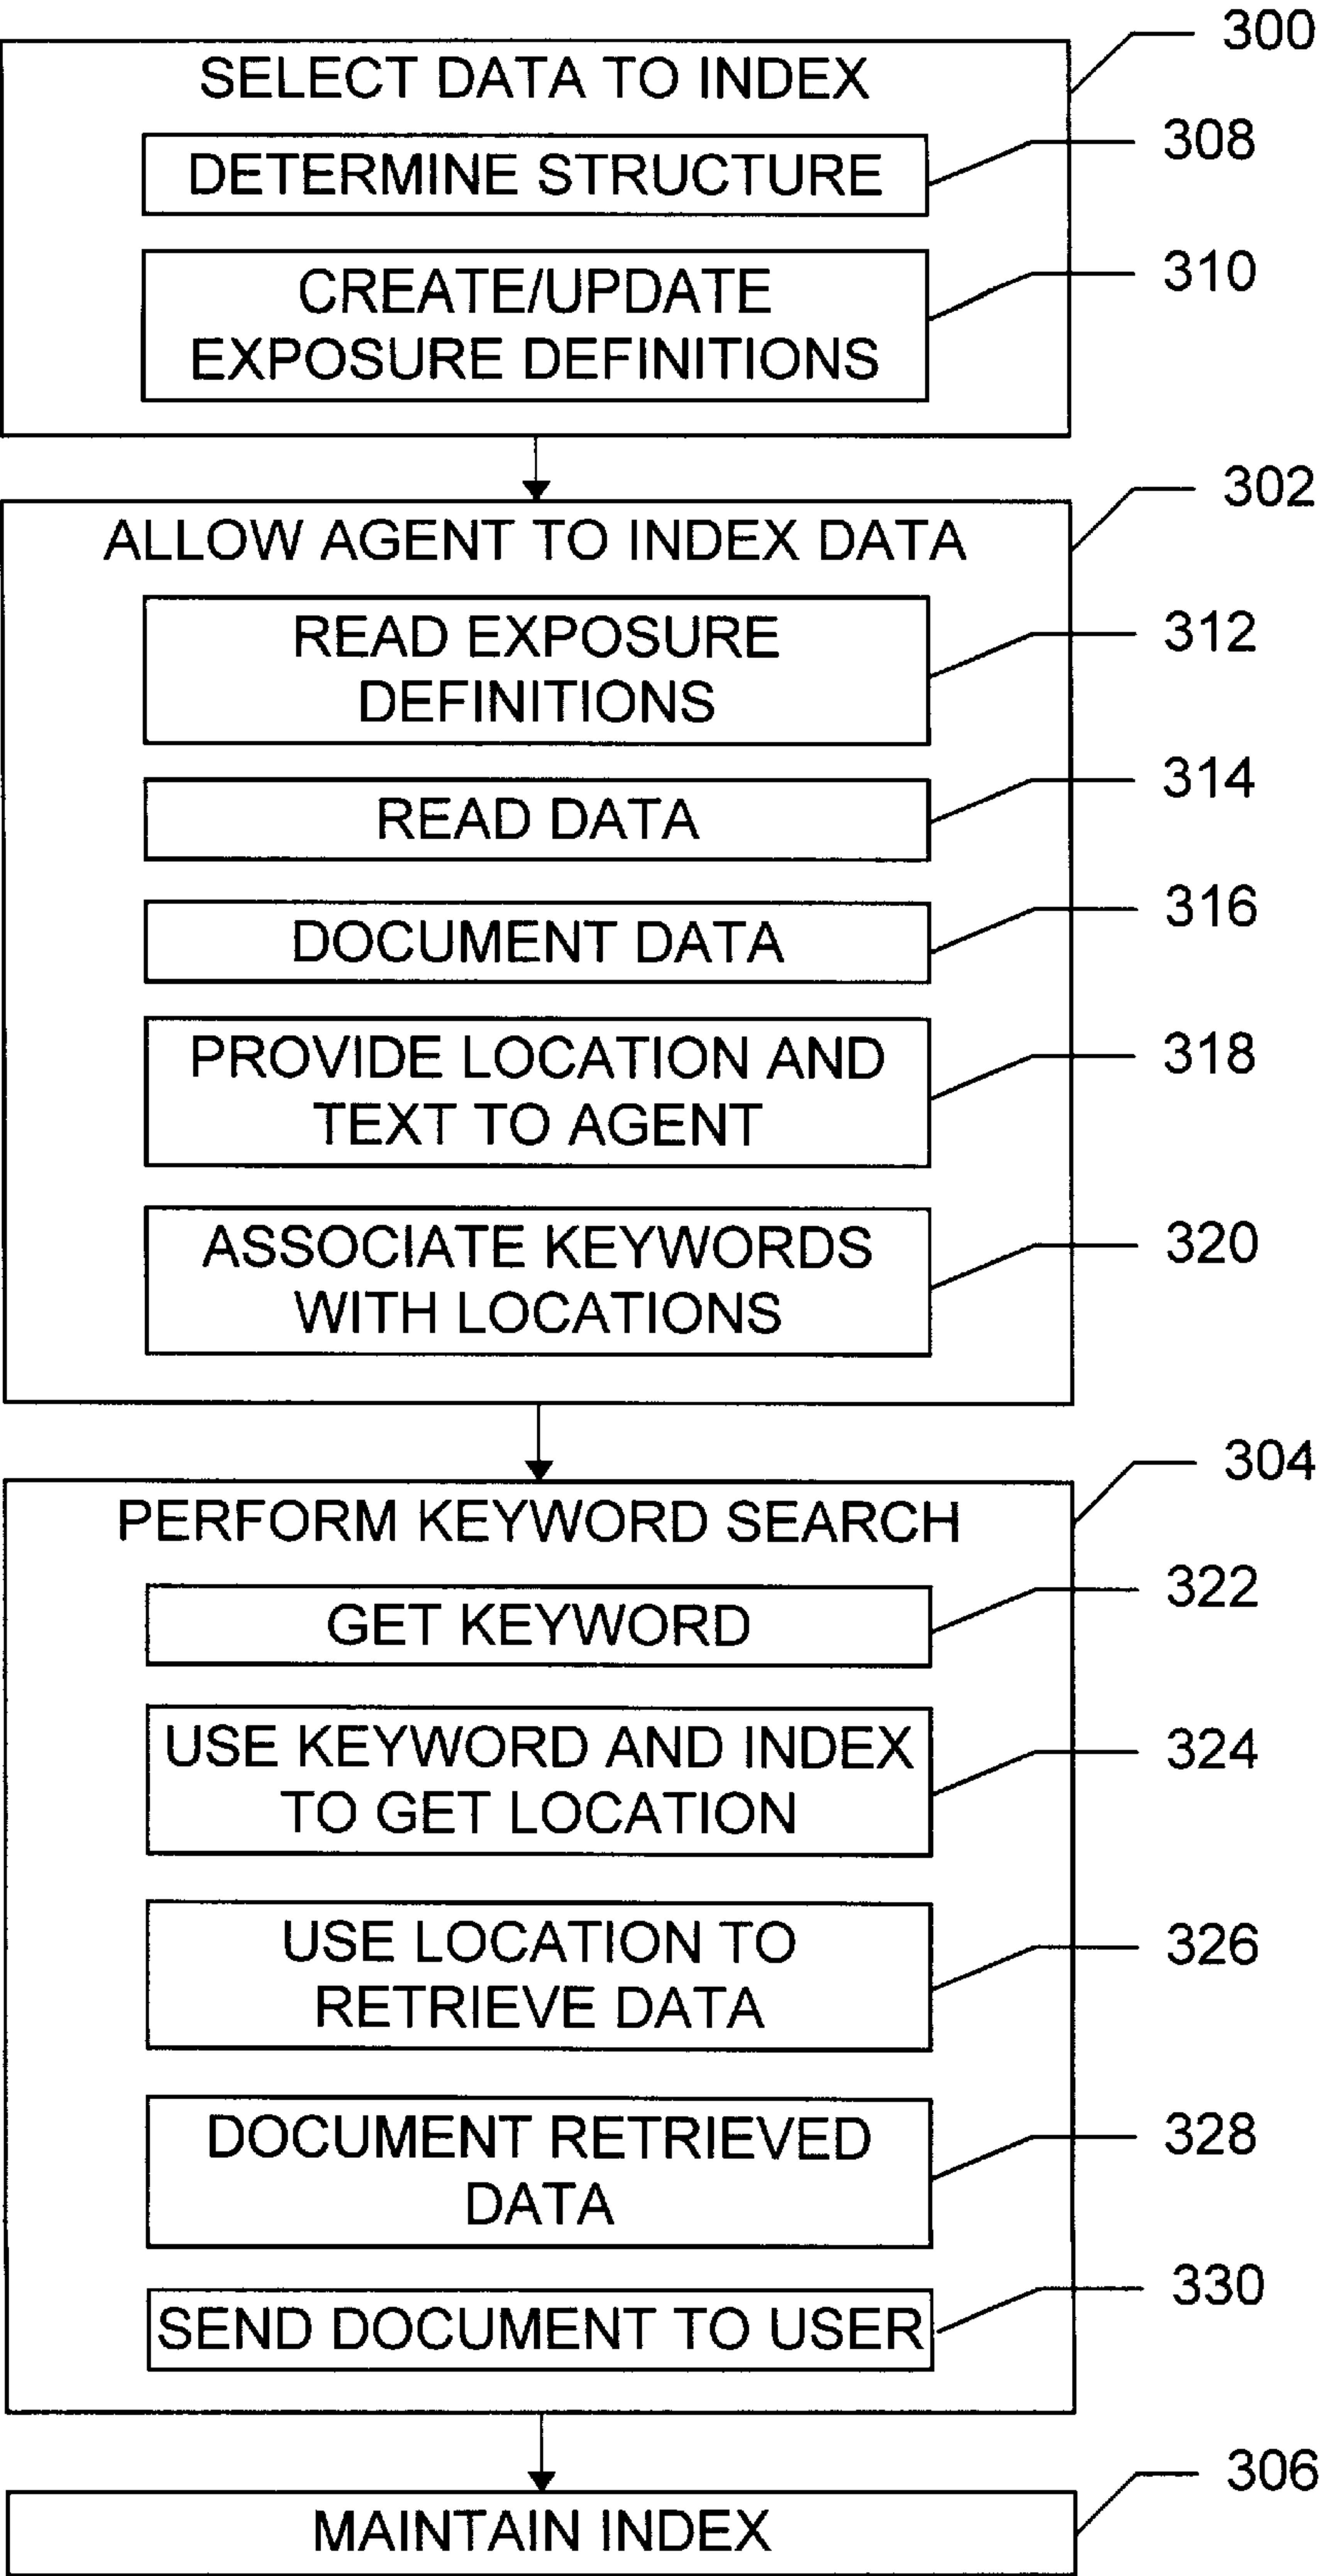 300
SELECT DATA TO INDEX
308
DETERMINE STRUCTURE
310
CREATE/UPDATE
EXPOSURE DEFINITIONS
302
ALLOW AGENT TO INDEX DATA
312
READ EXPOSURE
DEFINITIONS
314
READ DATA
316
DOCUMENT DATA
318
PROVIDE LOCATION AND
TEXT TO AGENT
320
ASSOCIATE KEYWORDS
WITH LOCATIONS
304
PERFORM KEYWORD SEARCH
322
GET KEYWORD
324
USE KEYWORD AND INDEX
TO GET LOCATION
326
USE LOCATION TO
RETRIEVE DATA
328
DOCUMENT RETRIEVED
DATA
330
SEND DOCUMENT TO USER
306
MAINTAIN INDEX